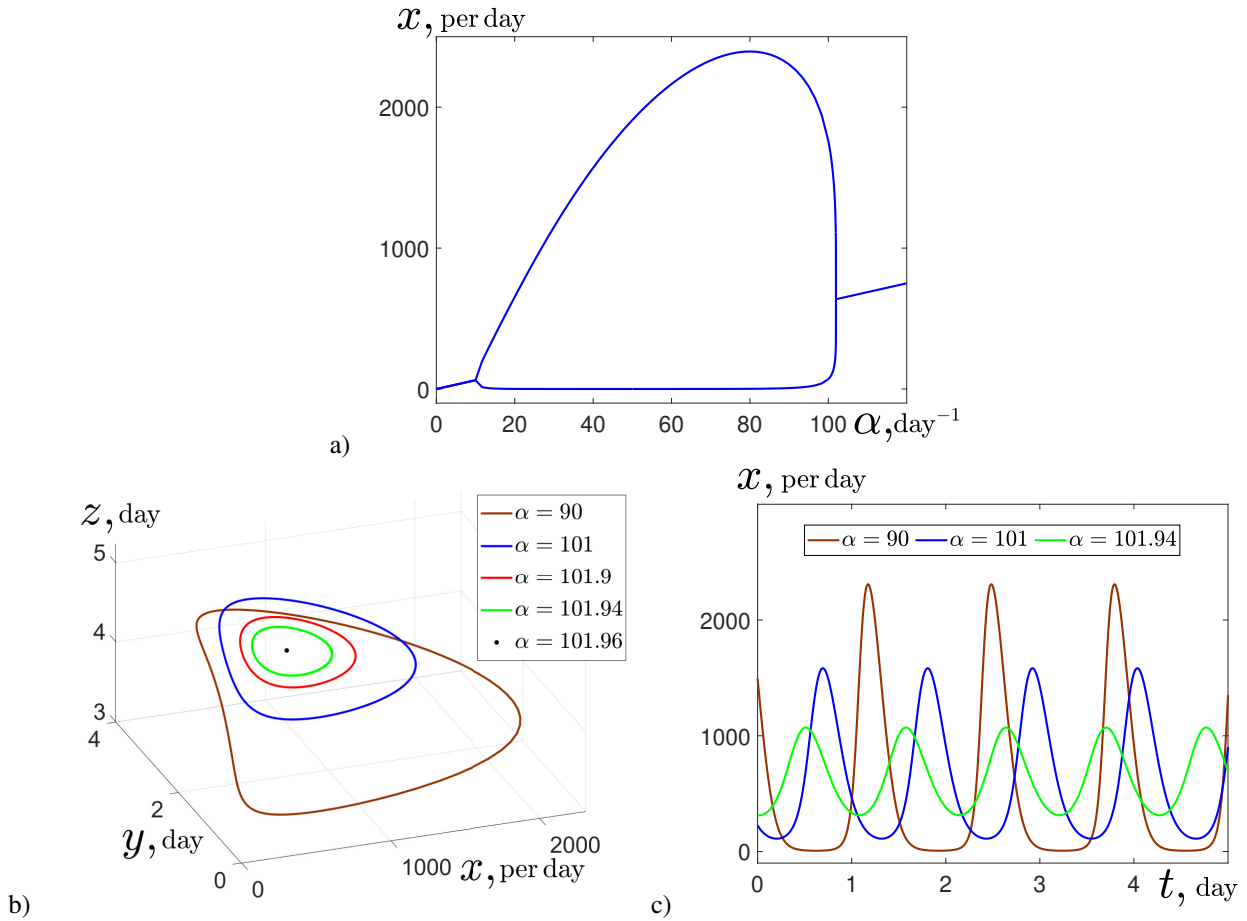 x, per day
2000
1000
0
0 20 40 60 80 100 α, day⁻¹
a)
z, day
5
4
3
4
2
0
y, day
0 1000 2000
x, per day
α = 90
α = 101
α = 101.9
α = 101.94
α = 101.96
b)
x, per day
α = 90 α = 101 α = 101.94
2000
1000
0
0 1 2 3 4 t, day
c)